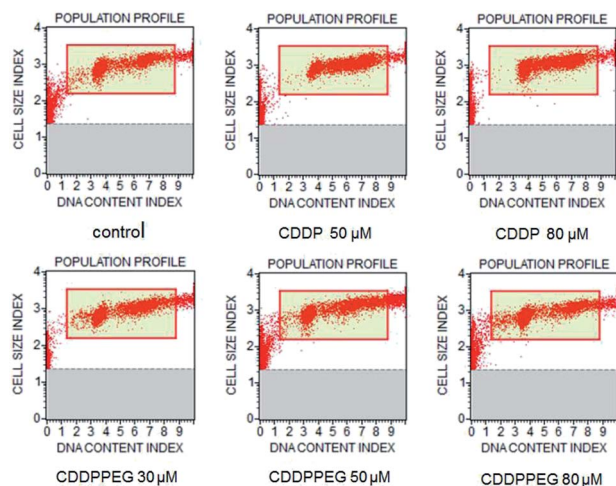 POPULATION PROFILE POPULATION PROFILE POPULATION PROFILE
CELL SIZE INDEX CELL SIZE INDEX CELL SIZE INDEX
4 4 4
3 3 3
2 2 2
1 1 1
0 0 0
0 1 2 3 4 5 6 7 8 9 0 1 2 3 4 5 6 7 8 9 0 1 2 3 4 5 6 7 8 9
DNA CONTENT INDEX DNA CONTENT INDEX DNA CONTENT INDEX
control CDDP 50 µM CDDP 80 µM
POPULATION PROFILE POPULATION PROFILE POPULATION PROFILE
CELL SIZE INDEX CELL SIZE INDEX CELL SIZE INDEX
4 4 4
3 3 3
2 2 2
1 1 1
0 0 0
0 1 2 3 4 5 6 7 8 9 0 1 2 3 4 5 6 7 8 9 0 1 2 3 4 5 6 7 8 9
DNA CONTENT INDEX DNA CONTENT INDEX DNA CONTENT INDEX
CDDPPEG 30 µM CDDPPEG 50 µM CDDPPEG 80 µM